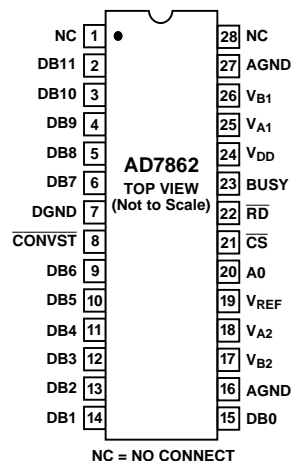 NC 1 28 NC
DB11 2 27 AGND
DB10 3 26 VB1
DB9 4 25 VA1
DB8 5 24 VDD
DB7 6 23 BUSY
DGND 7 22 RD
CONVST 8 21 CS
DB6 9 20 A0
DB5 10 19 VREF
DB4 11 18 VA2
DB3 12 17 VB2
DB2 13 16 AGND
DB1 14 15 DB0
AD7862
TOP VIEW
(Not to Scale)
NC = NO CONNECT